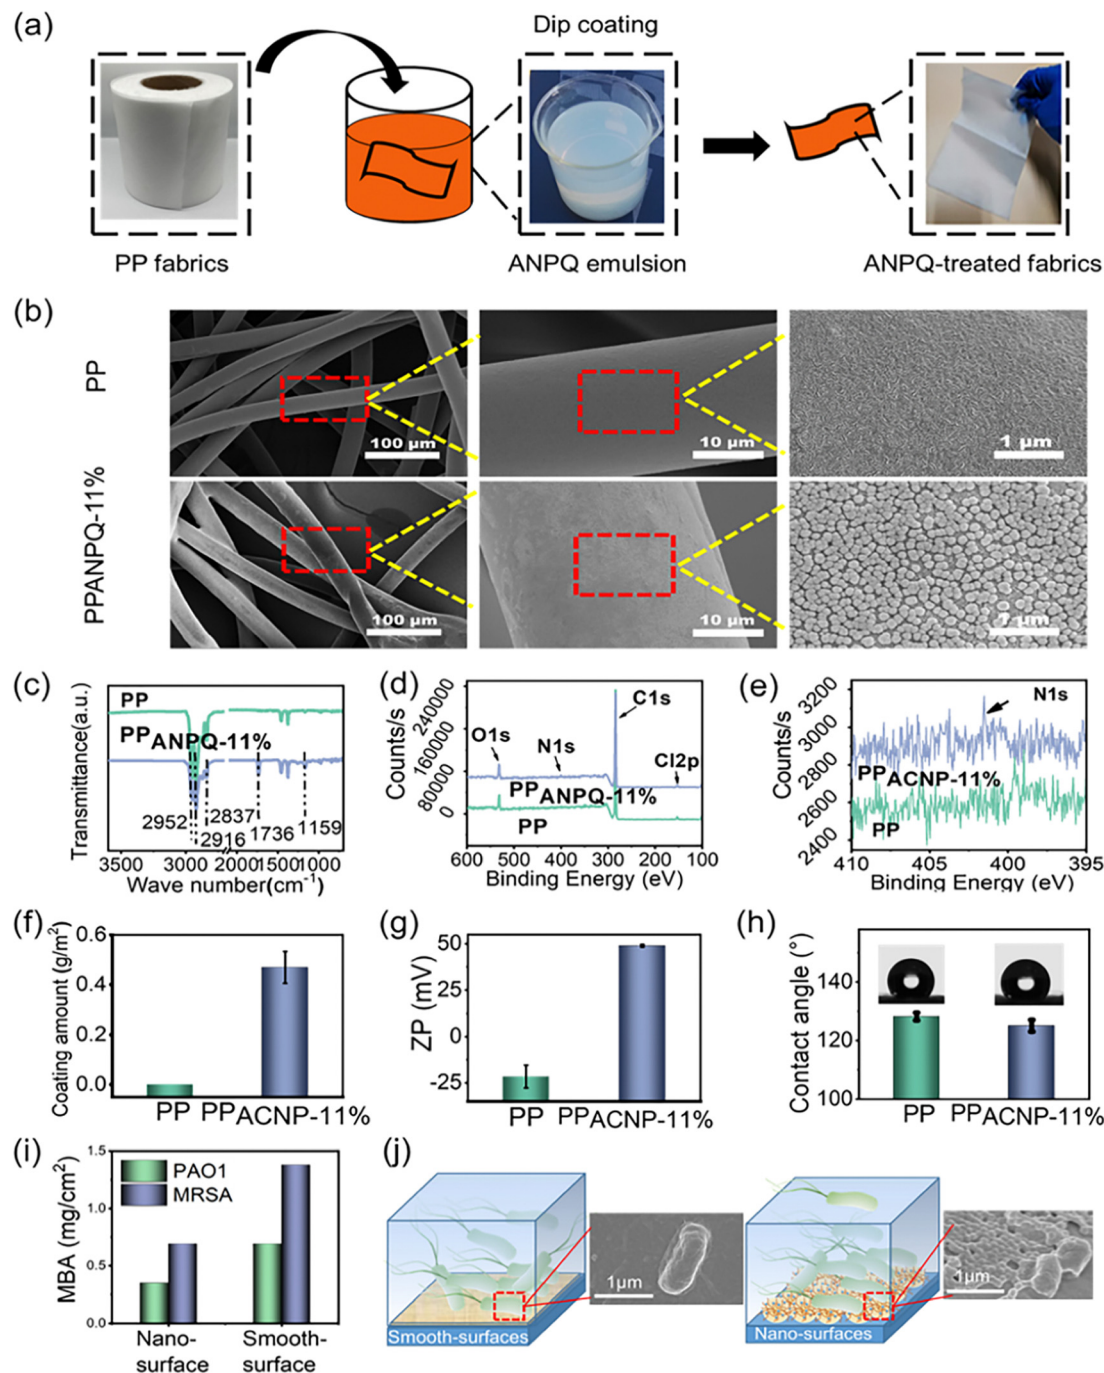 (a)
Dip coating
PP fabrics
ANPQ emulsion
ANPQ-treated fabrics
(b)
PP
100 µm
10 µm
1 µm
PPANPQ-11%
100 µm
10 µm
1 µm
(c)
Transmittance(a.u.)
PP
PPANPQ-11%
2952
2837
2916
1736
1159
3600 3000 2000 1500 1000
Wave number(cm-1)
(d)
Counts/s
240000
160000
80000
0
O1s
N1s
C1s
Cl2p
PPANPQ-11%
PP
600 500 400 300 200 100
Binding Energy (eV)
(e)
Counts/s
3200
3000
2800
2600
2400
N1s
PPACNP-11%
PP
410 405 400 395
Binding Energy (eV)
(f)
Coating amount (g/m2)
0.6
0.4
0.2
0.0
PP PPACNP-11%
(g)
ZP (mV)
50
25
0
-25
PP PPACNP-11%
(h)
Contact angle (°)
140
120
100
PP PPACNP-11%
(i)
MBA (mg/cm2)
1.5
1.0
0.5
0.0
PAO1
MRSA
Nano-
surface
Smooth-
surface
(j)
Smooth-surfaces
1µm
Nano-surfaces
1µm